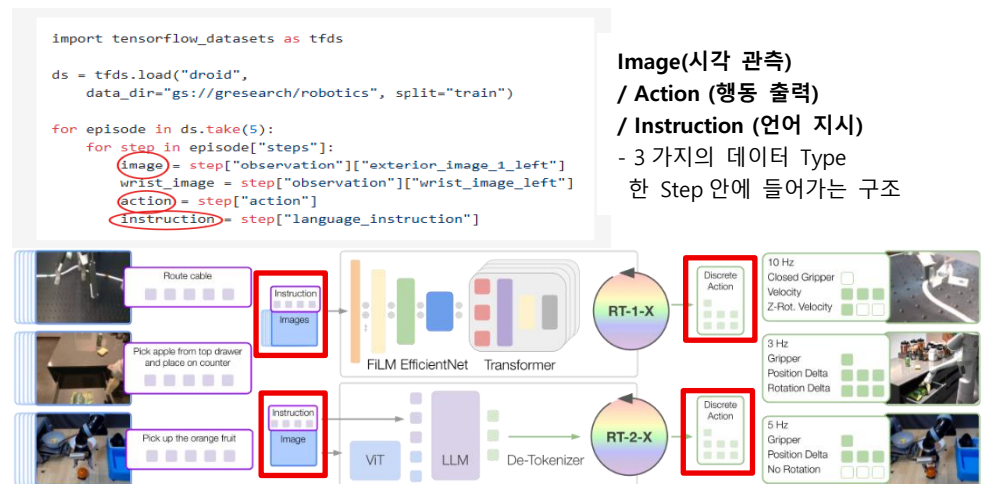 import tensorflow_datasets as tfds
ds = tfds.load("droid",
data_dir="gs://gresearch/robotics", split="train")
for episode in ds.take(5):
for step in episode["steps"]:
image = step["observation"]["exterior_image_1_left"]
wrist_image = step["observation"]["wrist_image_left"]
action = step["action"]
instruction = step["language_instruction"]
Image(시각 관측)
/ Action (행동 출력)
/ Instruction (언어 지시)
- 3 가지의 데이터 Type
한 Step 안에 들어가는 구조
Route cable
Instruction
Images
FiLM EfficientNet
Transformer
RT-1-X
Discrete
Action
10 Hz
Closed Gripper
Velocity
Z-Rot. Velocity
Pick apple from top drawer
and place on counter
3 Hz
Gripper
Position Delta
Rotation Delta
Pick up the orange fruit
Instruction
Image
ViT
LLM
De-Tokenizer
RT-2-X
Discrete
Action
5 Hz
Gripper
Position Delta
No Rotation